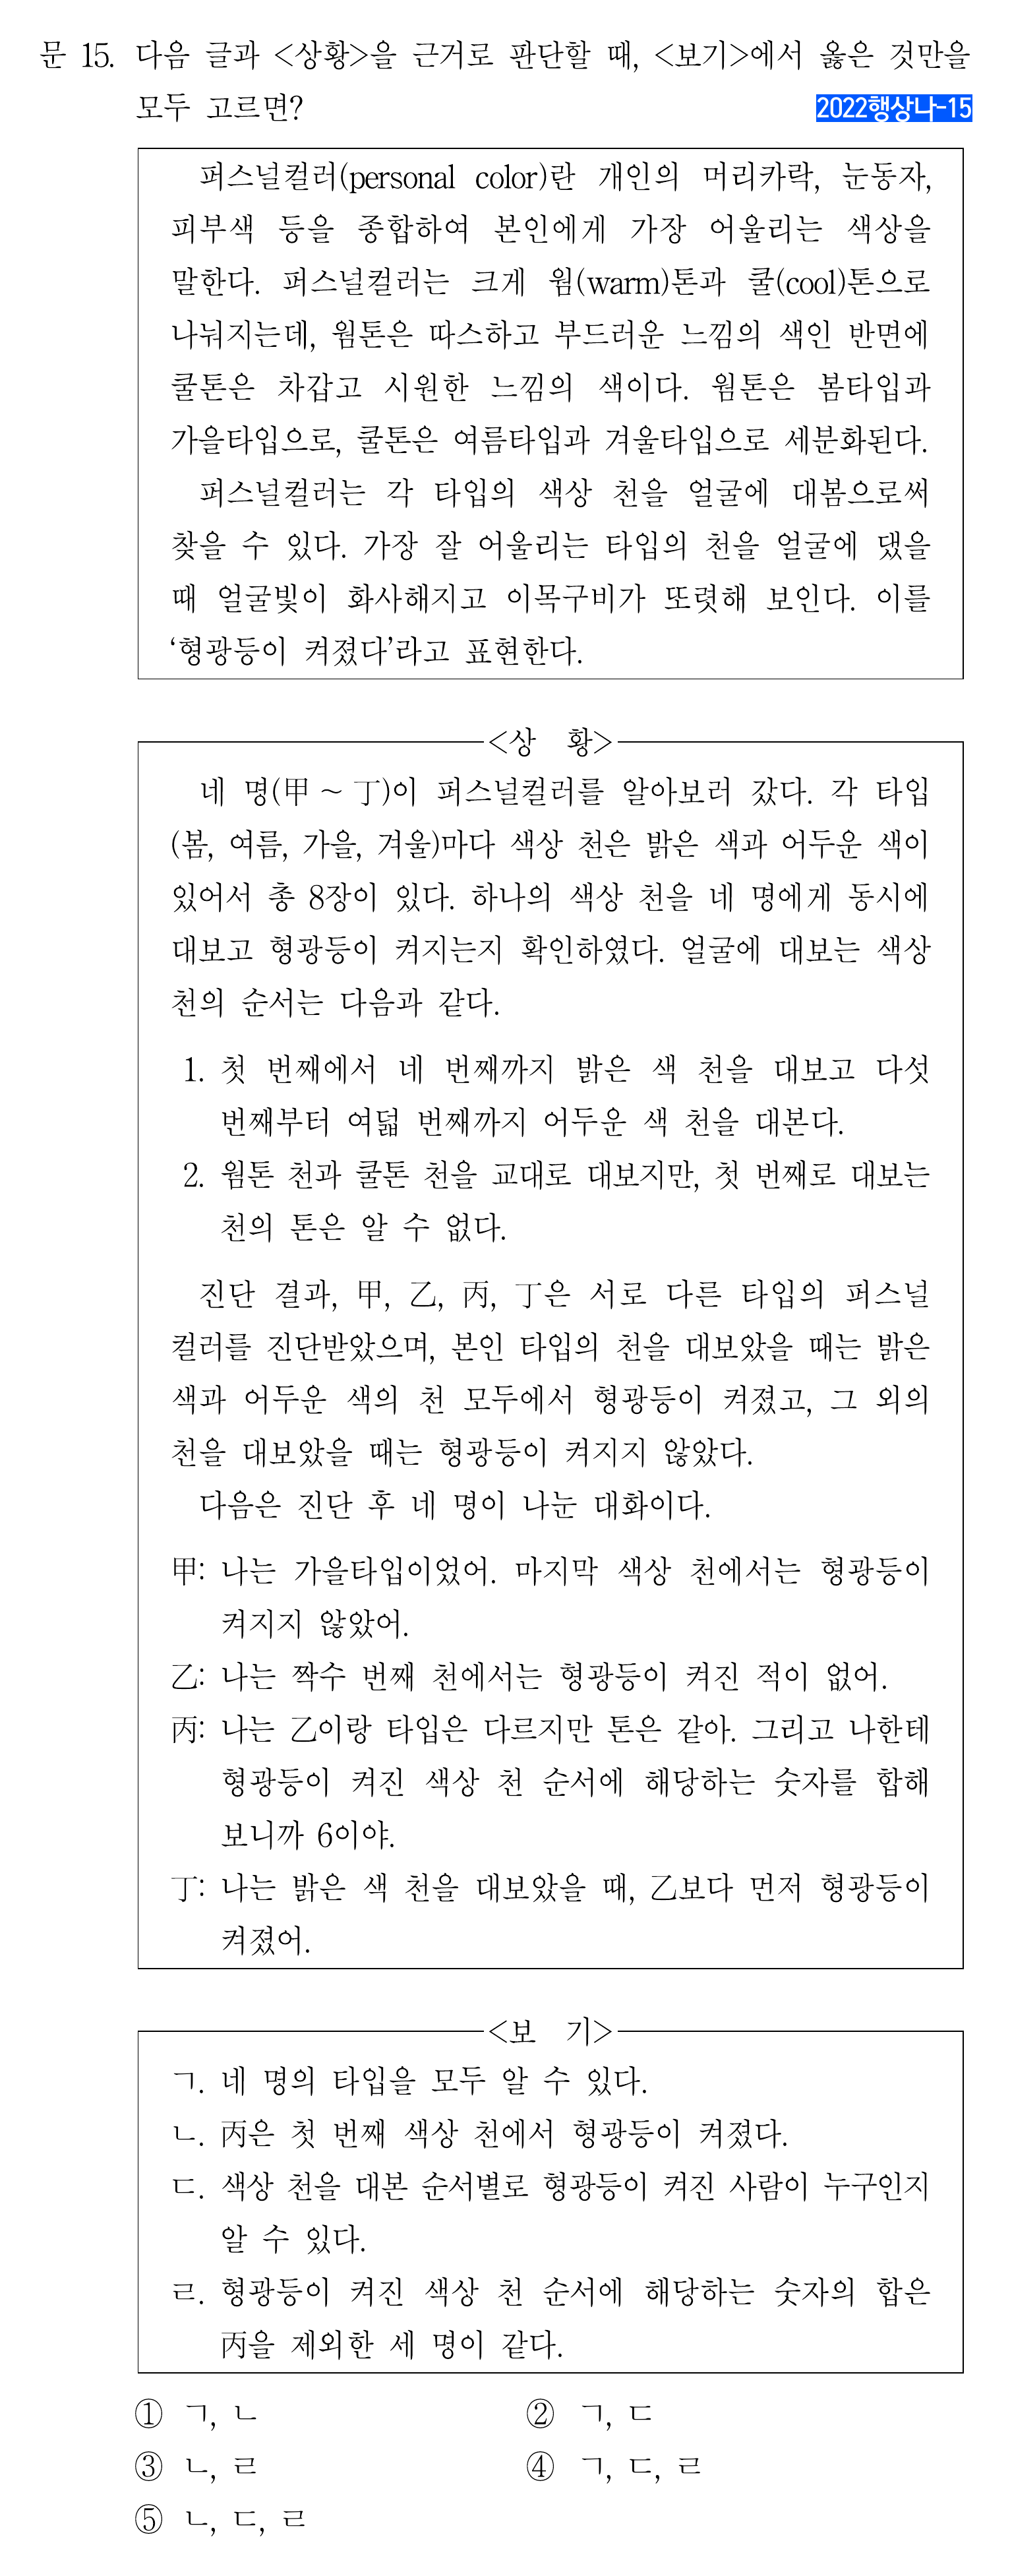 문 15. 다음 글과 <상황>을 근거로 판단할 때, <보기>에서 옳은 것만을
모두 고르면?
2022행상나-15
퍼스널컬러(personal color)란 개인의 머리카락, 눈동자,
피부색 등을 종합하여 본인에게 가장 어울리는 색상을
말한다. 퍼스널컬러는 크게 웜(warm)톤과 쿨(cool)톤으로
나눠지는데, 웜톤은 따스하고 부드러운 느낌의 색인 반면에
쿨톤은 차갑고 시원한 느낌의 색이다. 웜톤은 봄타입과
가을타입으로, 쿨톤은 여름타입과 겨울타입으로 세분화된다.
퍼스널컬러는 각 타입의 색상 천을 얼굴에 대봄으로써
찾을 수 있다. 가장 잘 어울리는 타입의 천을 얼굴에 댔을
때 얼굴빛이 화사해지고 이목구비가 또렷해 보인다. 이를
‘형광등이 켜졌다’라고 표현한다.
<상 황>
네 명(甲 ~ 丁)이 퍼스널컬러를 알아보러 갔다. 각 타입
(봄, 여름, 가을, 겨울)마다 색상 천은 밝은 색과 어두운 색이
있어서 총 8장이 있다. 하나의 색상 천을 네 명에게 동시에
대보고 형광등이 켜지는지 확인하였다. 얼굴에 대보는 색상
천의 순서는 다음과 같다.
1. 첫 번째에서 네 번째까지 밝은 색 천을 대보고 다섯
번째부터 여덟 번째까지 어두운 색 천을 대본다.
2. 웜톤 천과 쿨톤 천을 교대로 대보지만, 첫 번째로 대보는
천의 톤은 알 수 없다.
진단 결과, 甲, 乙, 丙, 丁은 서로 다른 타입의 퍼스널
컬러를 진단받았으며, 본인 타입의 천을 대보았을 때는 밝은
색과 어두운 색의 천 모두에서 형광등이 켜졌고, 그 외의
천을 대보았을 때는 형광등이 켜지지 않았다.
다음은 진단 후 네 명이 나눈 대화이다.
甲: 나는 가을타입이었어. 마지막 색상 천에서는 형광등이
켜지지 않았어.
乙: 나는 짝수 번째 천에서는 형광등이 켜진 적이 없어.
丙: 나는 乙이랑 타입은 다르지만 톤은 같아. 그리고 나한테
형광등이 켜진 색상 천 순서에 해당하는 숫자를 합해
보니까 6이야.
丁: 나는 밝은 색 천을 대보았을 때, 乙보다 먼저 형광등이
켜졌어.
<보 기>
ㄱ. 네 명의 타입을 모두 알 수 있다.
ㄴ. 丙은 첫 번째 색상 천에서 형광등이 켜졌다.
ㄷ. 색상 천을 대본 순서별로 형광등이 켜진 사람이 누구인지
알 수 있다.
ㄹ. 형광등이 켜진 색상 천 순서에 해당하는 숫자의 합은
丙을 제외한 세 명이 같다.
① ㄱ, ㄴ ② ㄱ, ㄷ
③ ㄴ, ㄹ ④ ㄱ, ㄷ, ㄹ
⑤ ㄴ, ㄷ, ㄹ